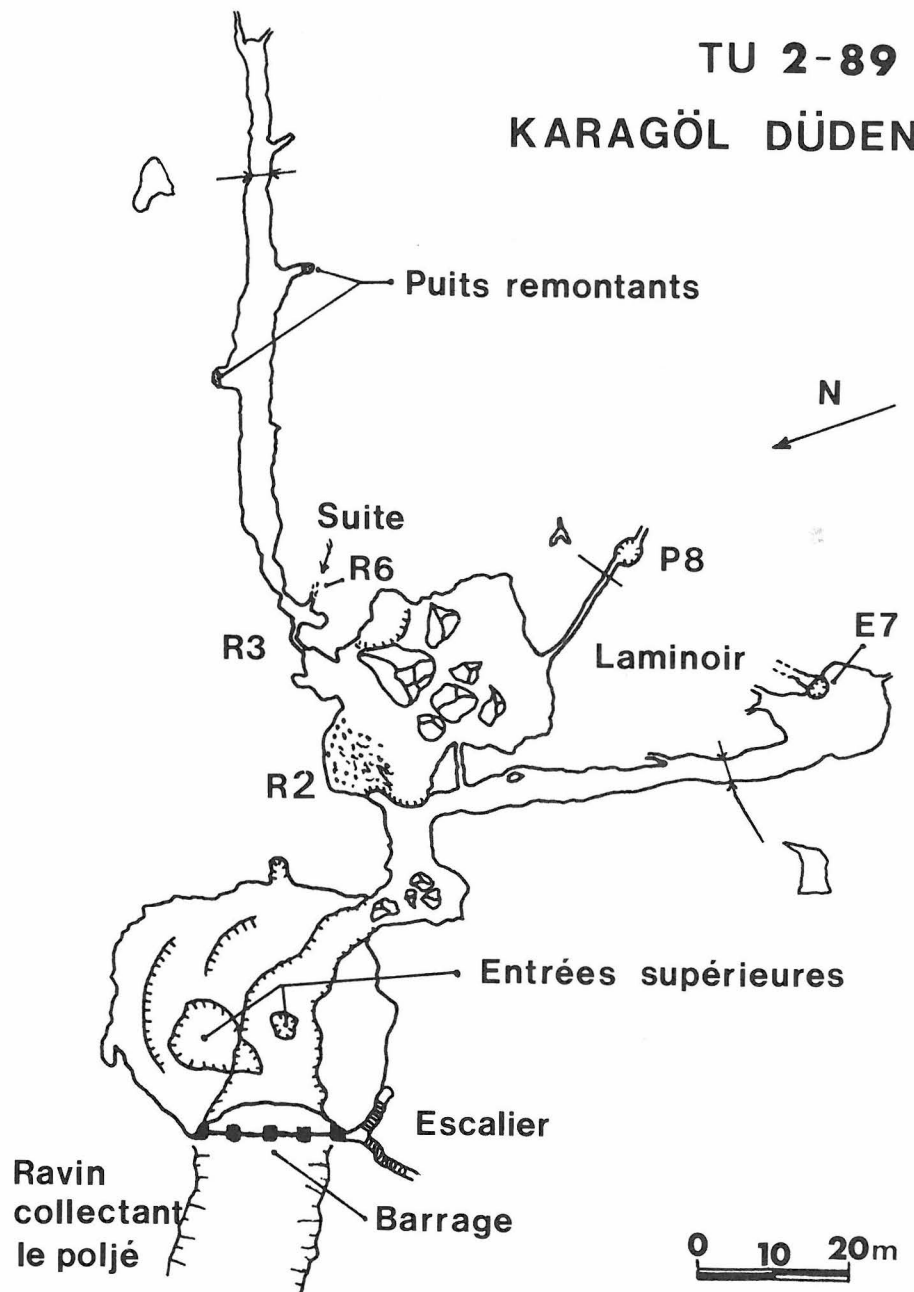 TU 2-89
KARAGÖL DÜDEN
Puits remontants
N
Suite
R6
P8
R3
Laminoir
E7
R2
Entrées supérieures
Escalier
Ravin
collectant
le poljé
Barrage
0 10 20m